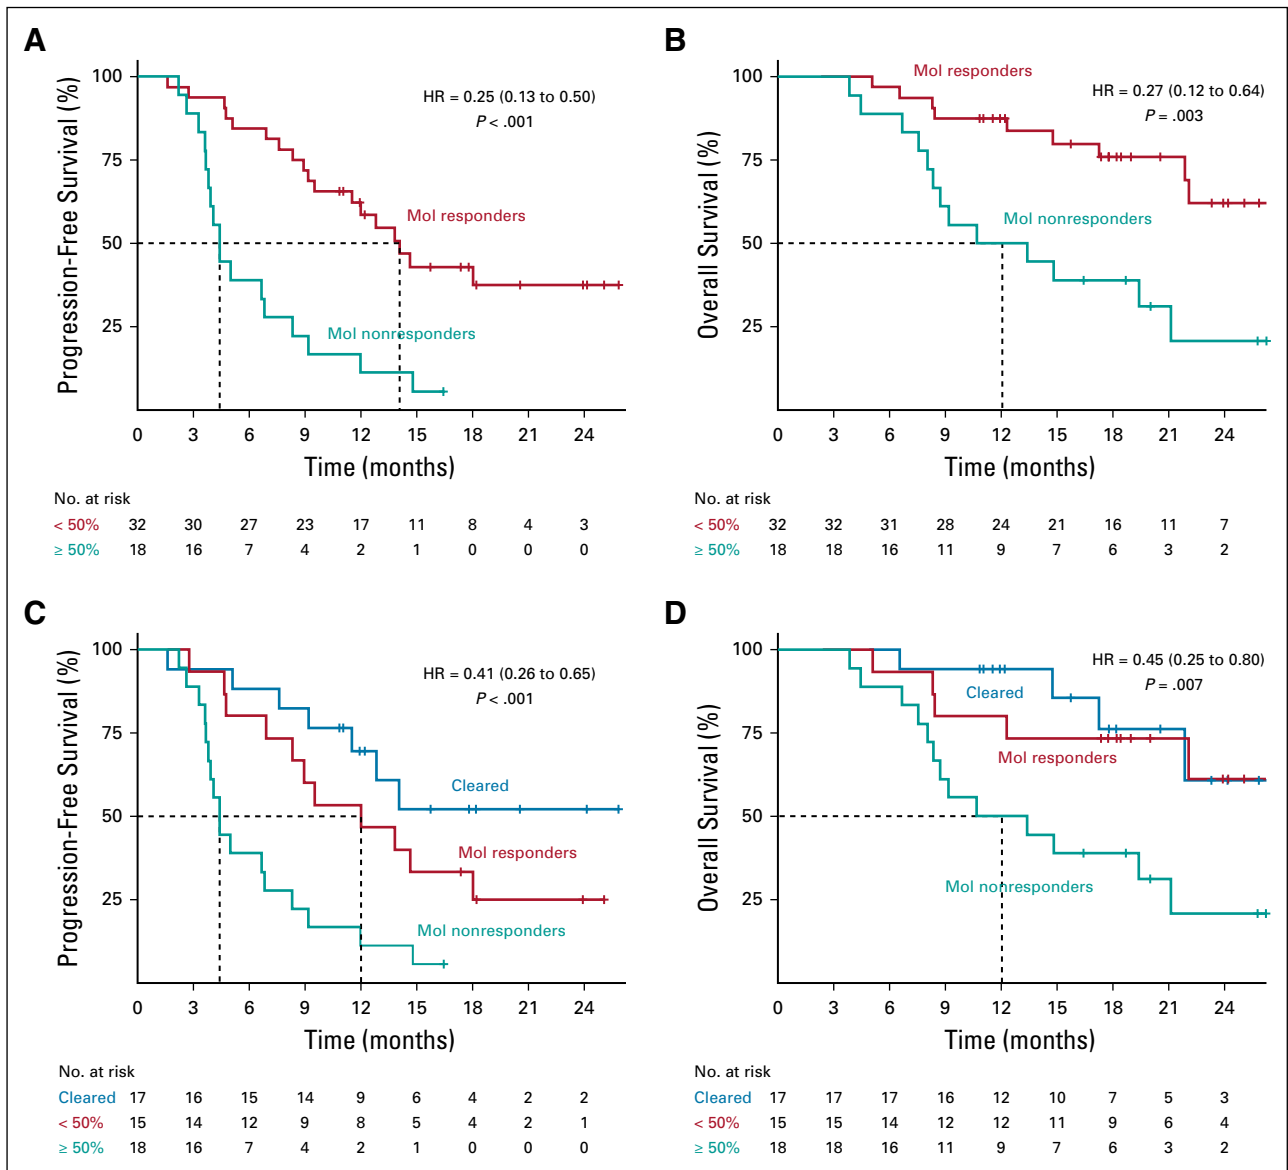 A
Progression-Free Survival (%)
100
75
50
25
HR = 0.25 (0.13 to 0.50)
P < .001
Mol responders
Mol nonresponders
0 3 6 9 12 15 18 21 24
Time (months)
No. at risk
< 50% 32 30 27 23 17 11 8 4 3
≥ 50% 18 16 7 4 2 1 0 0 0
B
Overall Survival (%)
100
75
50
25
Mol responders
HR = 0.27 (0.12 to 0.64)
P = .003
Mol nonresponders
0 3 6 9 12 15 18 21 24
Time (months)
No. at risk
< 50% 32 32 31 28 24 21 16 11 7
≥ 50% 18 18 16 11 9 7 6 3 2
C
Progression-Free Survival (%)
100
75
50
25
HR = 0.41 (0.26 to 0.65)
P < .001
Cleared
Mol responders
Mol nonresponders
0 3 6 9 12 15 18 21 24
Time (months)
No. at risk
Cleared 17 16 15 14 9 6 4 2 2
< 50% 15 14 12 9 8 5 4 2 1
≥ 50% 18 16 7 4 2 1 0 0 0
D
Overall Survival (%)
100
75
50
25
HR = 0.45 (0.25 to 0.80)
P = .007
Cleared
Mol responders
Mol nonresponders
0 3 6 9 12 15 18 21 24
Time (months)
No. at risk
Cleared 17 17 17 16 12 10 7 5 3
< 50% 15 15 14 12 12 11 9 6 4
≥ 50% 18 18 16 11 9 7 6 3 2